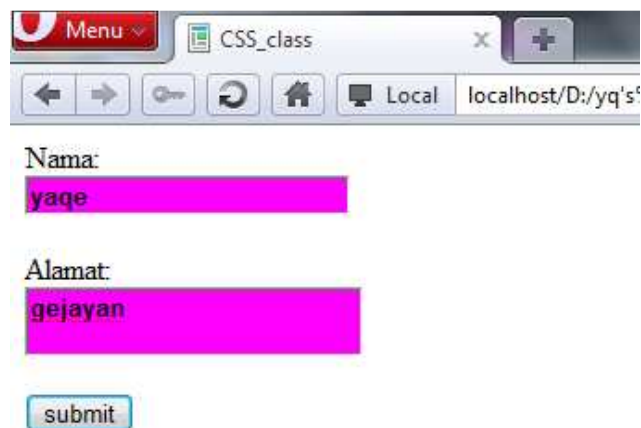 Menu CSS_class
Local localhost/D:/yq's%
Nama:
yaqe
Alamat:
gejayan
submit